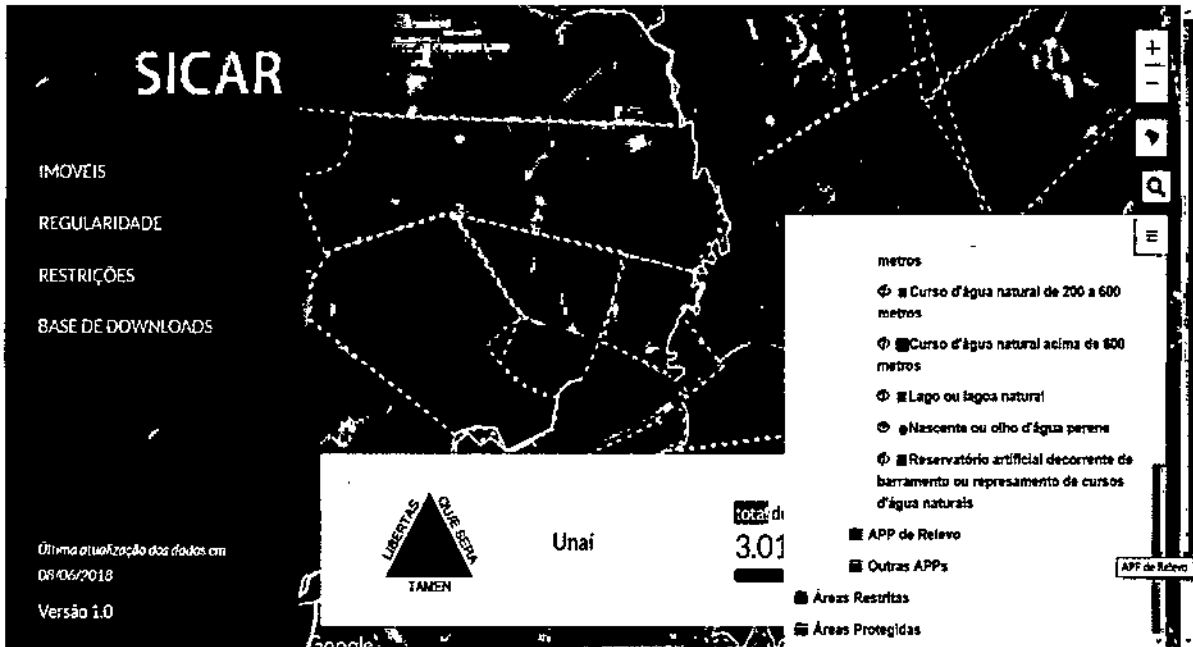 SICAR
IMOVEIS
REGULARIDADE
RESTRIÇÕES
BASE DE DOWNLOADS
Última atualização dos dados em
08/06/2018
Versão 1.0
LIBERTAS
QUÆ SERA
TAMEN
Unaí
total d
3.01
Google
metros
Curso d'água natural de 200 a 600
metros
Curso d'água natural acima de 600
metros
Lago ou lagoa natural
Nascente ou olho d'água perene
Reservatório artificial decorrente de
barramento ou represamento de cursos
d'água naturais
APP de Relevo
Outras APPs
Áreas Restritas
Áreas Protegidas
APP de Relevo